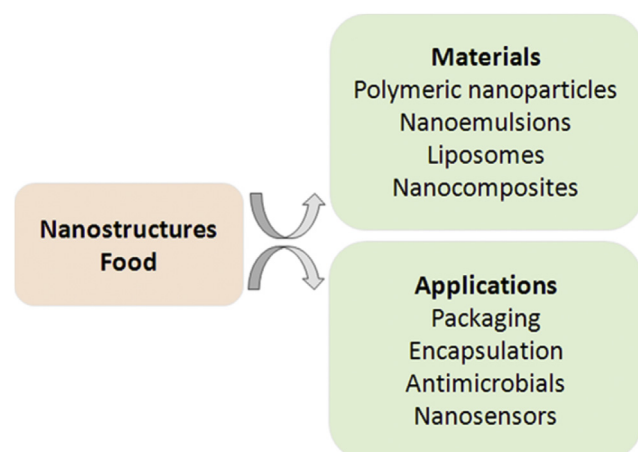 Nanostructures
Food
Materials
Polymeric nanoparticles
Nanoemulsions
Liposomes
Nanocomposites
Applications
Packaging
Encapsulation
Antimicrobials
Nanosensors